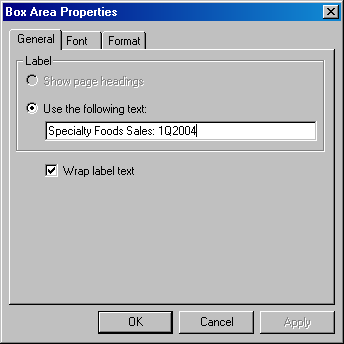 Box Area Properties
General Font Format
Label
Show page headings
Use the following text:
Specialty Foods Sales: 1Q2004
Wrap label text
OK Cancel Apply